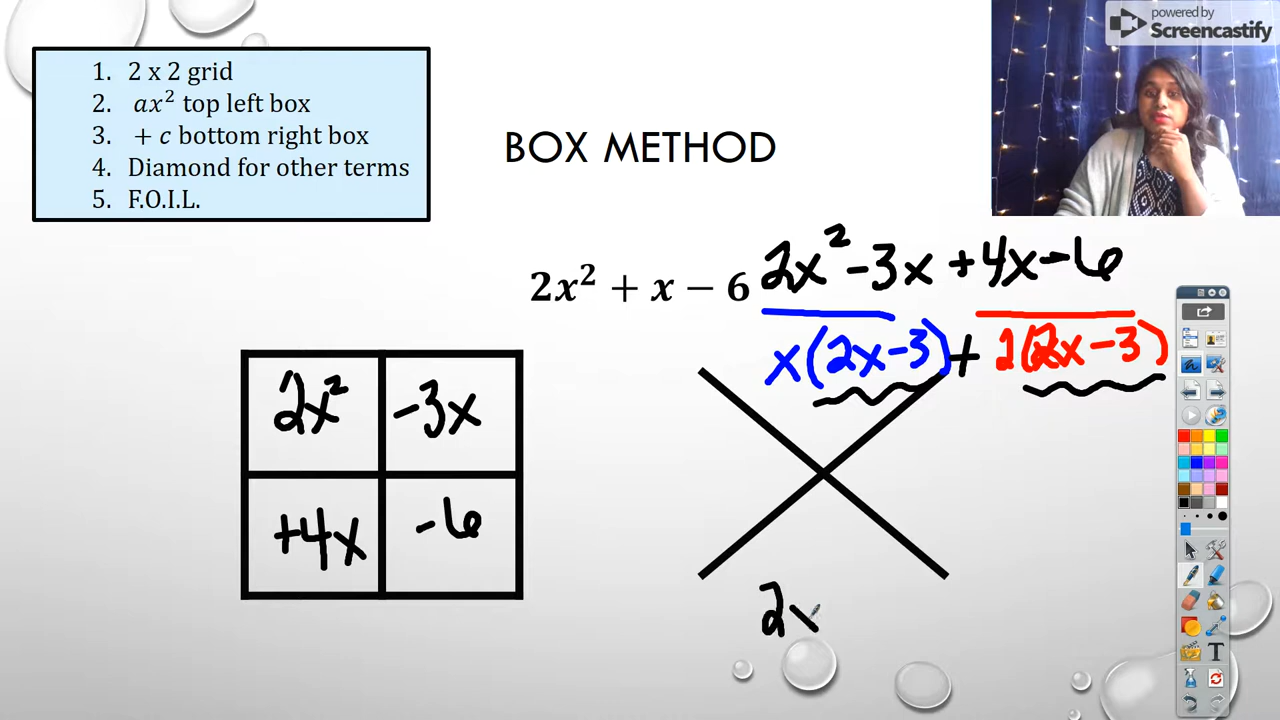 powered by
Screencastify
1. 2 x 2 grid
2. ax² top left box
3. + c bottom right box
4. Diamond for other terms
5. F.O.I.L.
BOX METHOD
2x² + x − 6
2x² -3x +4x -6
x(2x-3) + 2(2x-3)
2x² -3x
+4x -6
2x
T